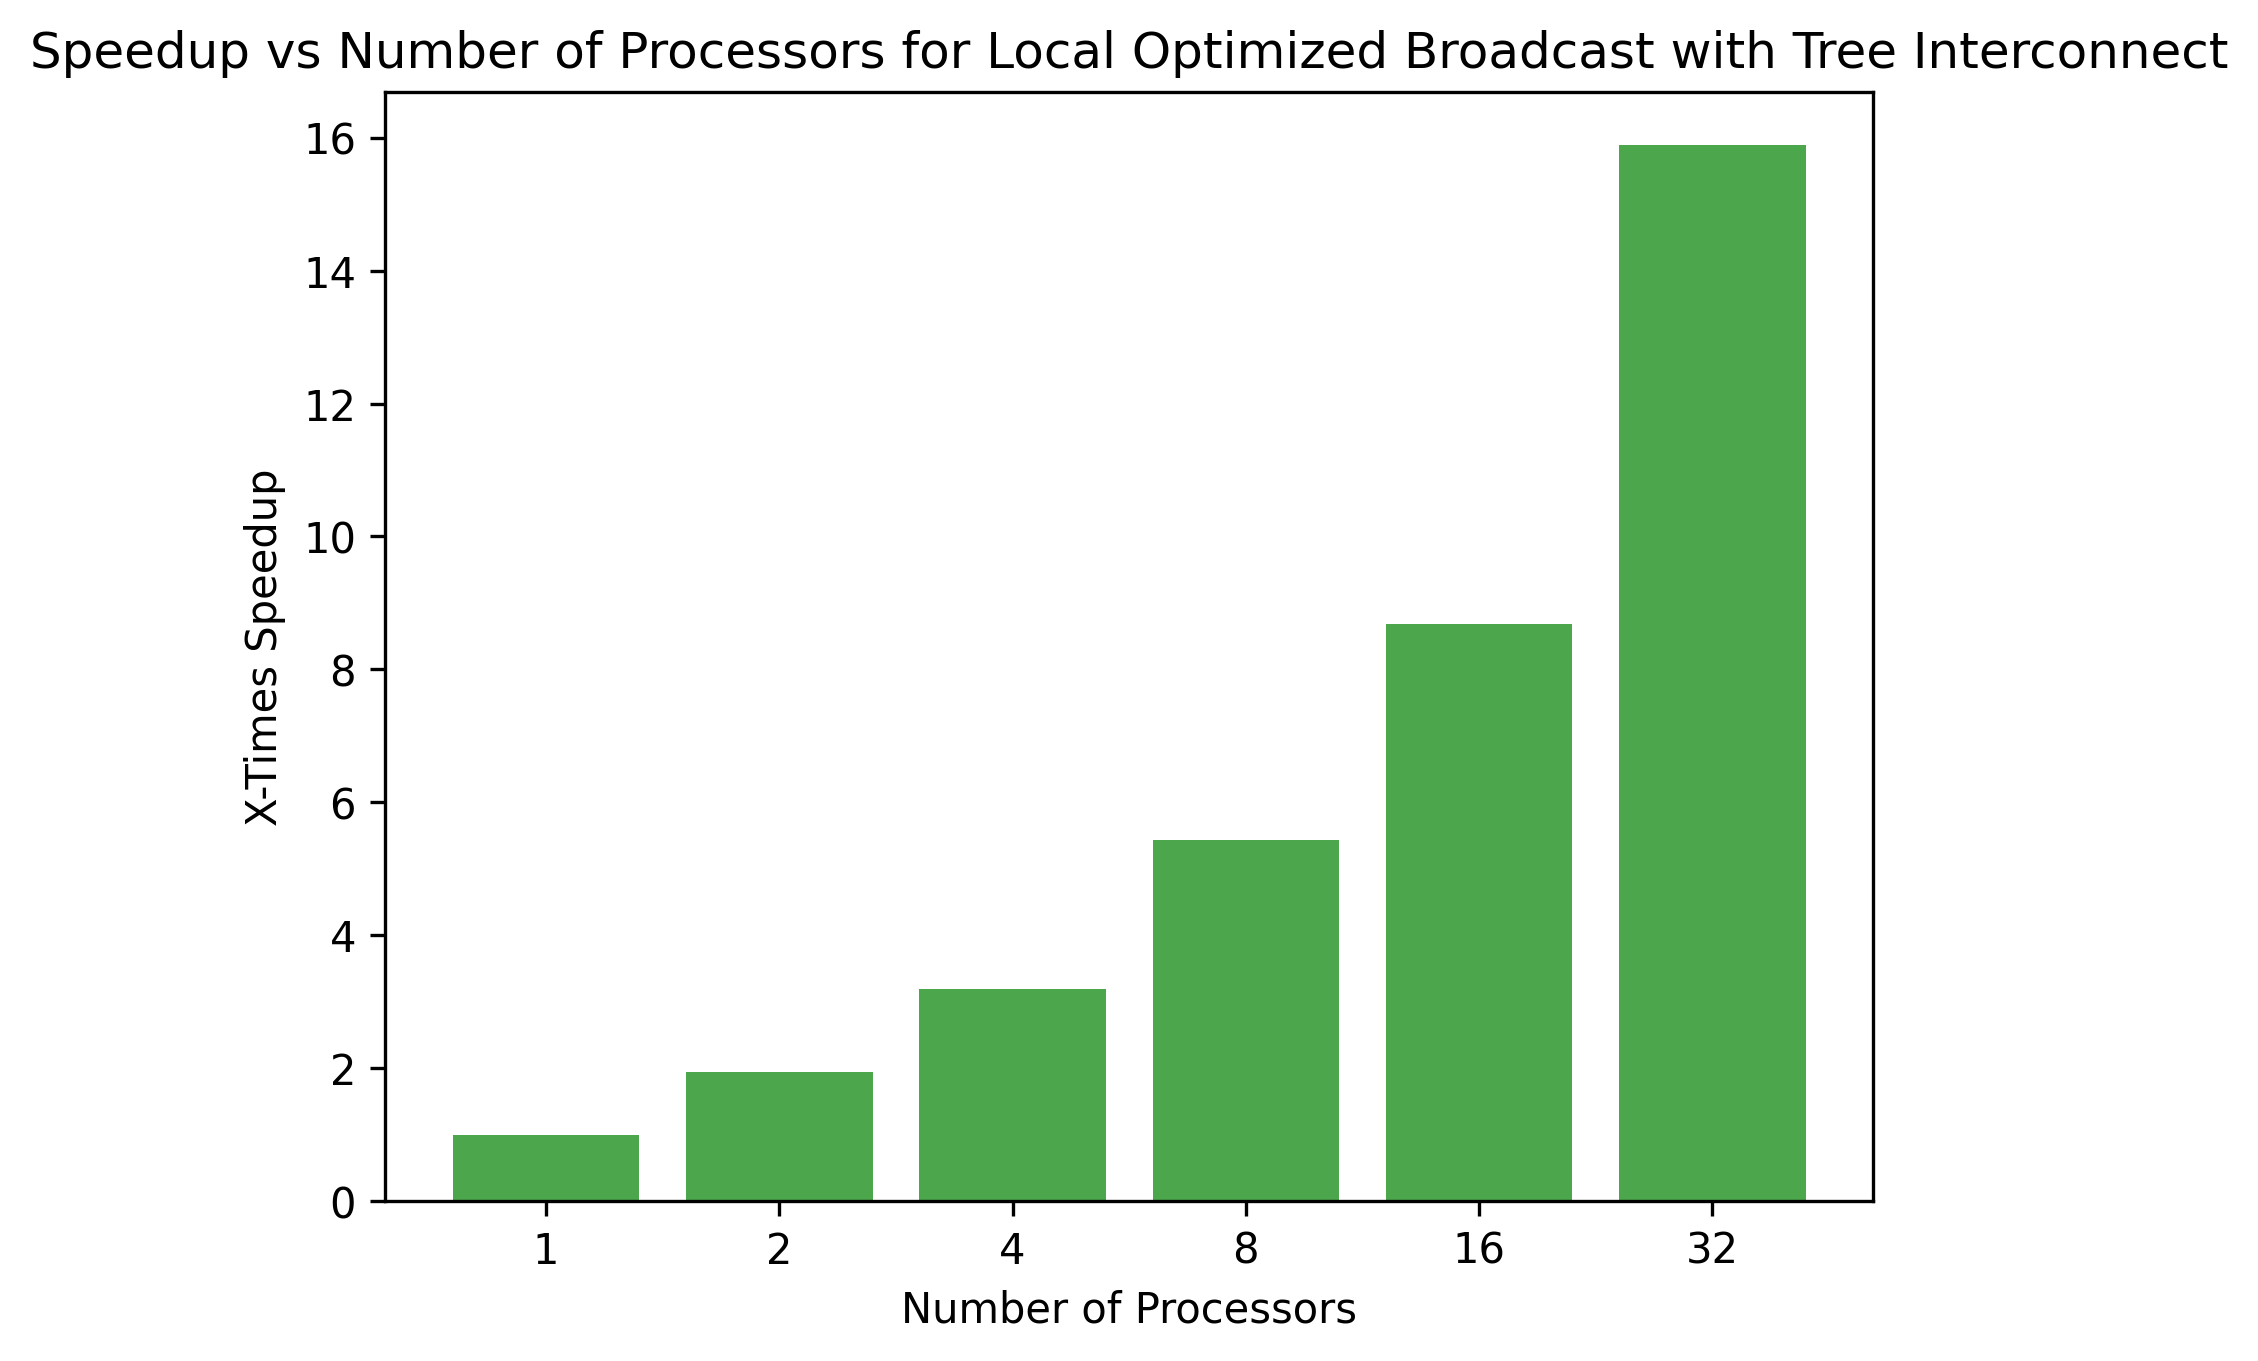 Speedup vs Number of Processors for Local Optimized Broadcast with Tree Interconnect
16
14
12
10
8
6
4
2
0
X-Times Speedup
1 2 4 8 16 32
Number of Processors